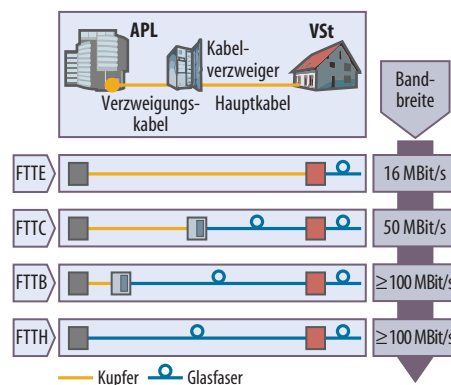 APL
Kabel-
verzweiger
VSt
Verzweigungs-
kabel
Hauptkabel
Band-
breite
FTTE
16 MBit/s
FTTC
50 MBit/s
FTTB
≥100 MBit/s
FTTH
≥100 MBit/s
Kupfer
Glasfaser